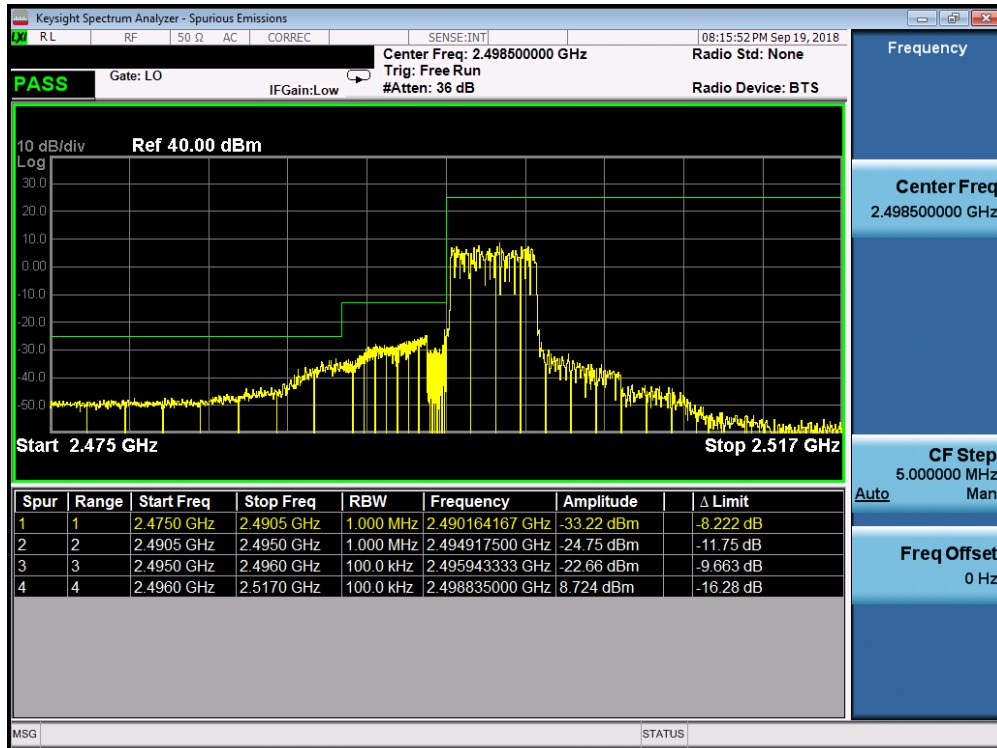 Keysight Spectrum Analyzer - Spurious Emissions
LXI RL RF 50 Ω AC CORREC SENSE:INT 08:15:52 PM Sep 19, 2018
Frequency
Center Freq: 2.498500000 GHz Radio Std: None
PASS Gate: LO Trig: Free Run
IFGain:Low #Atten: 36 dB Radio Device: BTS
10 dB/div Ref 40.00 dBm
Log
30.0
20.0
10.0
0.00
-10.0
-20.0
-30.0
-40.0
-50.0
Start 2.475 GHz Stop 2.517 GHz
Spur Range Start Freq Stop Freq RBW Frequency Amplitude Δ Limit
1 1 2.4750 GHz 2.4905 GHz 1.000 MHz 2.490164167 GHz -33.22 dBm -8.222 dB
2 2 2.4905 GHz 2.4950 GHz 1.000 MHz 2.494917500 GHz -24.75 dBm -11.75 dB
3 3 2.4950 GHz 2.4960 GHz 100.0 kHz 2.495943333 GHz -22.66 dBm -9.663 dB
4 4 2.4960 GHz 2.5170 GHz 100.0 kHz 2.498835000 GHz 8.724 dBm -16.28 dB
Center Freq
2.498500000 GHz
CF Step
5.000000 MHz
Auto Man
Freq Offset
0 Hz
MSG STATUS